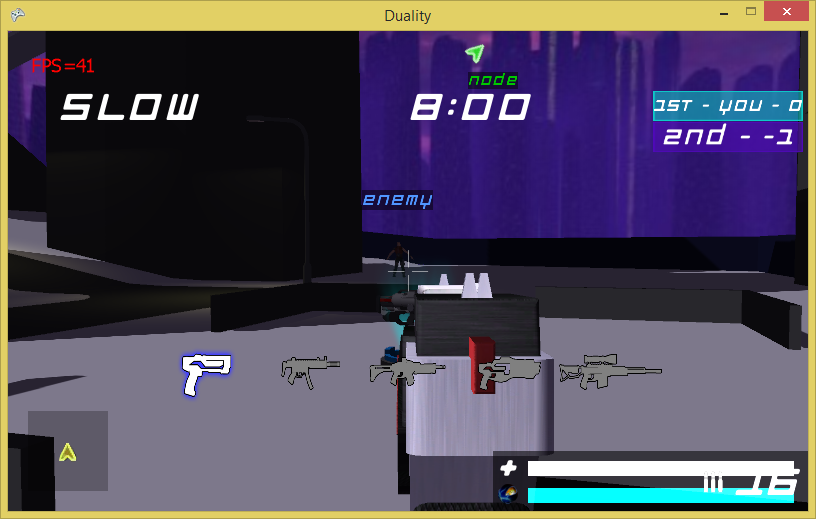 Duality
FPS=41
node
SLOW
8:00
1ST - YOU - 0
2ND - -1
enemy
16